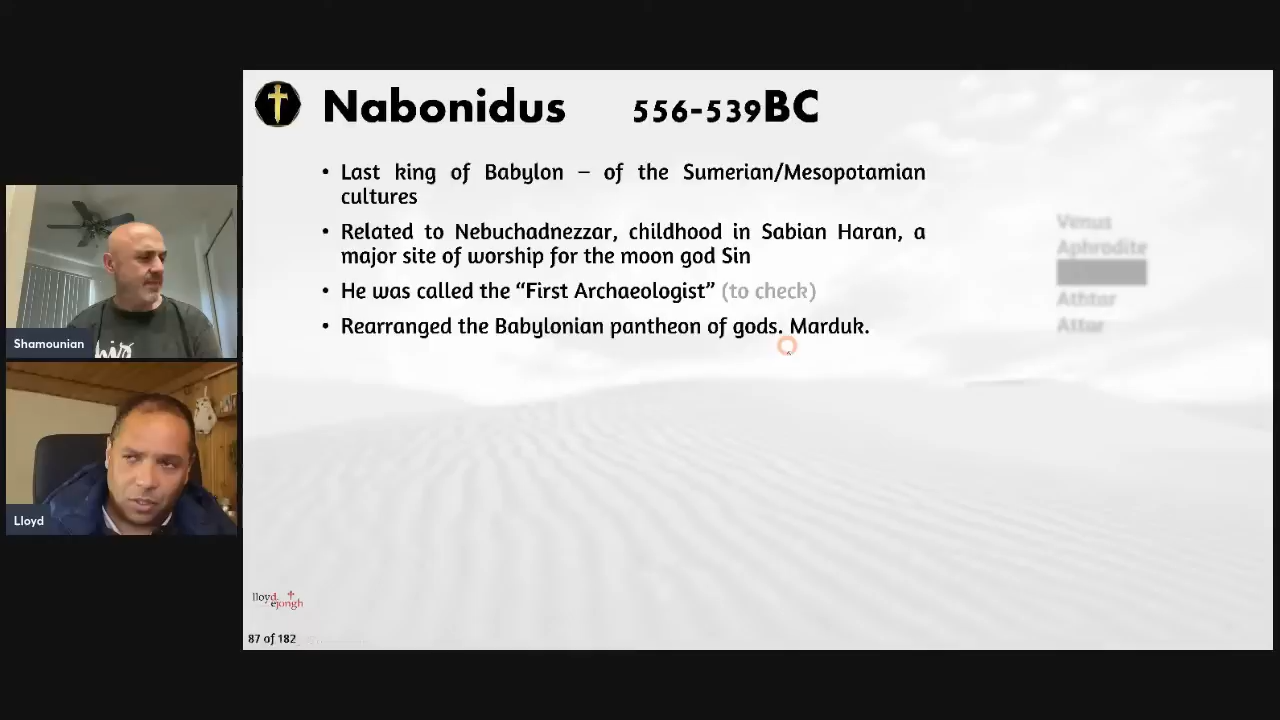 Nabonidus 556-539BC
• Last king of Babylon – of the Sumerian/Mesopotamian
cultures
• Related to Nebuchadnezzar, childhood in Sabian Haran, a
major site of worship for the moon god Sin
• He was called the “First Archaeologist” (to check)
• Rearranged the Babylonian pantheon of gods. Marduk.
Venus
Aphrodite
Athtar
Attar
Shamounian
Lloyd
lloyd.
ejongh
87 of 182